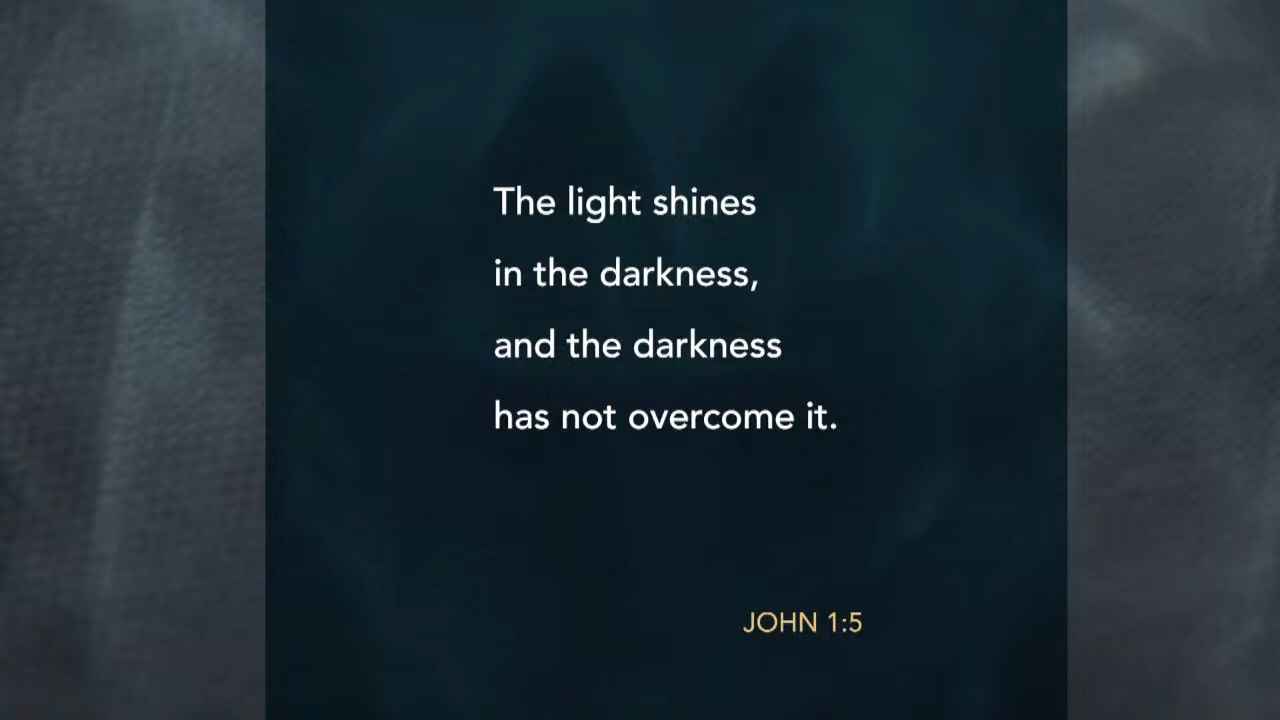 The light shines
in the darkness,
and the darkness
has not overcome it.
JOHN 1:5